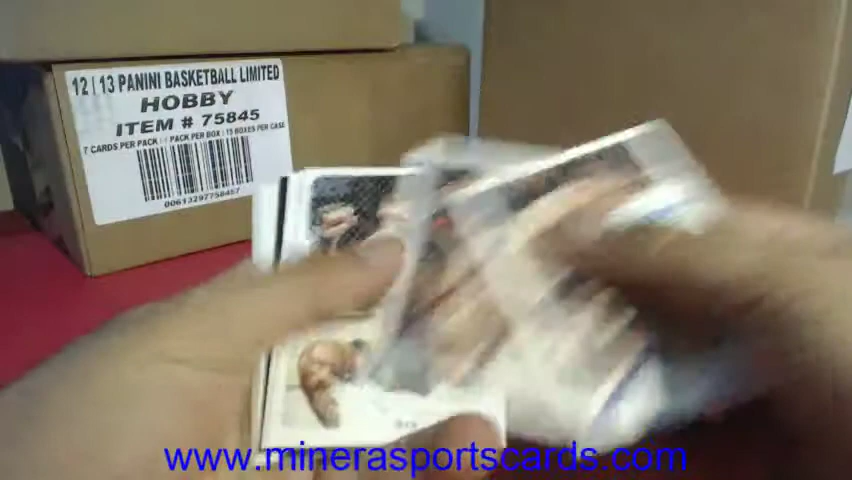 12 | 13 PANINI BASKETBALL LIMITED
HOBBY
ITEM # 75845
7 CARDS PER PACK | 1 PACK PER BOX | 15 BOXES PER CASE
00613297758457
www.minerasportscards.com